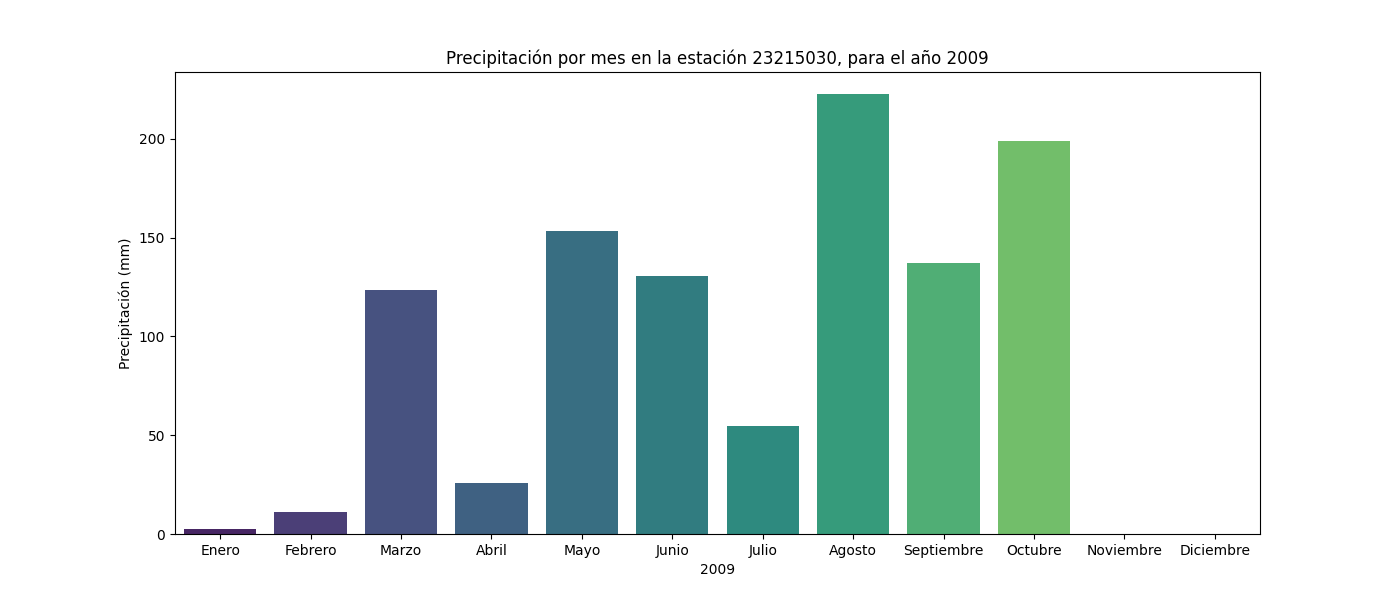 Precipitación por mes en la estación 23215030, para el año 2009
Precipitación (mm)
200
150
100
50
0
Enero Febrero Marzo Abril Mayo Junio Julio Agosto Septiembre Octubre Noviembre Diciembre
2009